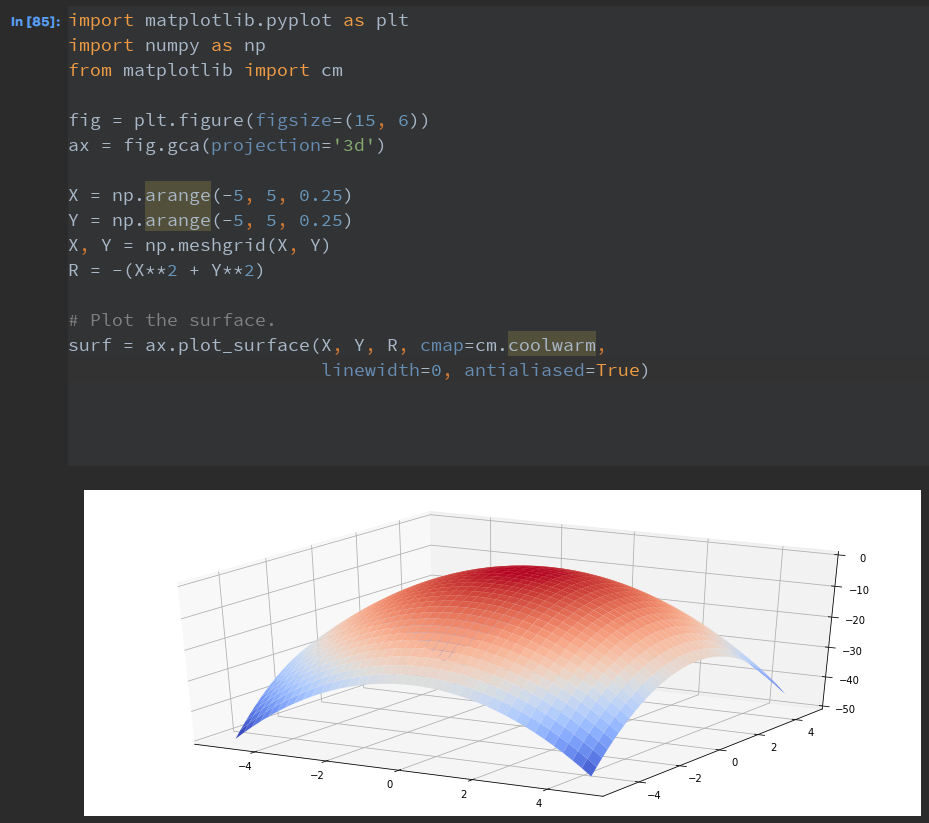 In [85]: import matplotlib.pyplot as plt
import numpy as np
from matplotlib import cm
fig = plt.figure(figsize=(15, 6))
ax = fig.gca(projection='3d')
X = np.arange(-5, 5, 0.25)
Y = np.arange(-5, 5, 0.25)
X, Y = np.meshgrid(X, Y)
R = -(X**2 + Y**2)
# Plot the surface.
surf = ax.plot_surface(X, Y, R, cmap=cm.coolwarm,
linewidth=0, antialiased=True)
0
−10
−20
−30
−40
−50
−4
−2
0
2
4
−4
−2
0
2
4